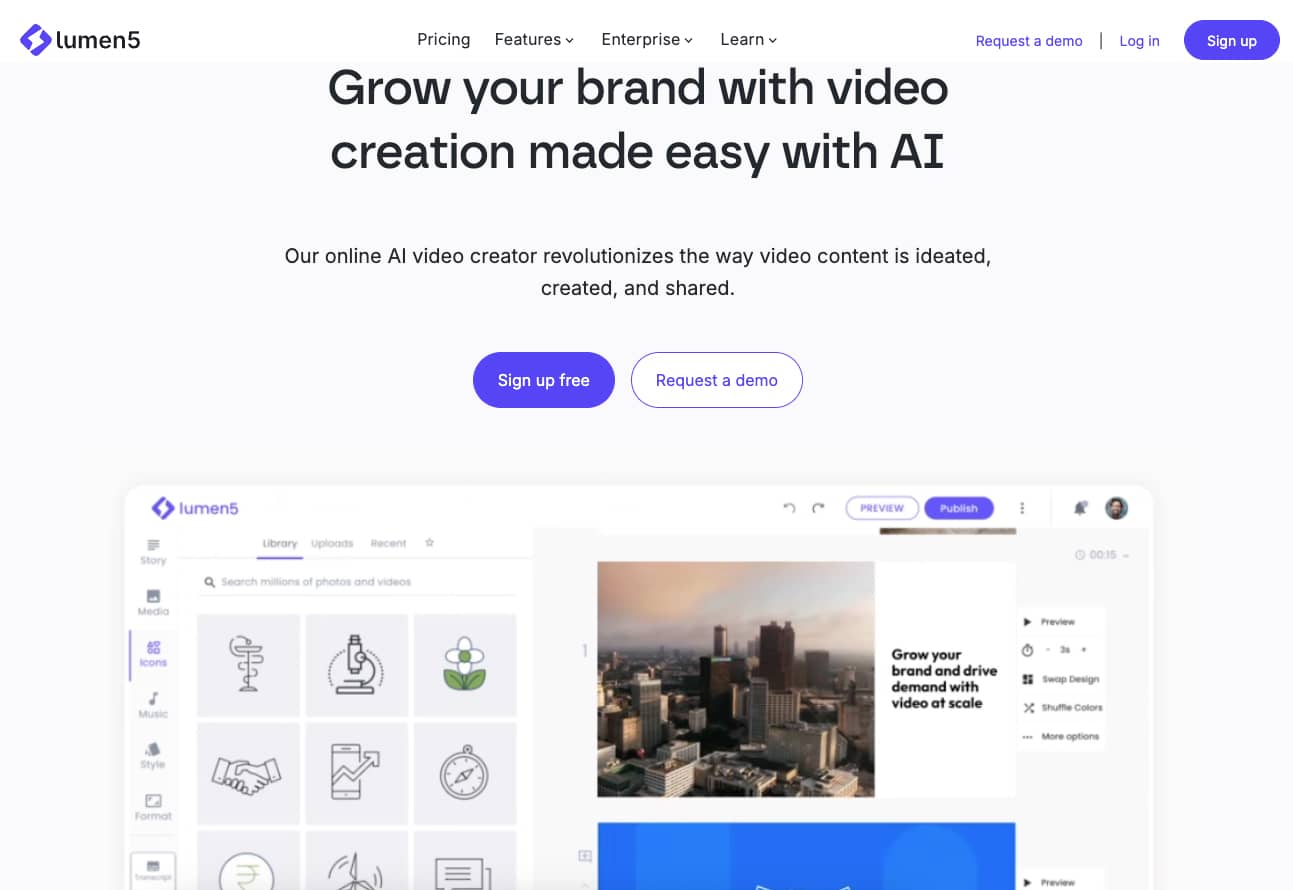 lumen5
Pricing
Features
Enterprise
Learn
Request a demo
Log in
Sign up
Grow your brand with video
creation made easy with AI
Our online AI video creator revolutionizes the way video content is ideated,
created, and shared.
Sign up free
Request a demo
lumen5
PREVIEW
Publish
Story
Media
Icons
Music
Style
Format
Transcript
Library
Uploads
Recent
Search millions of photos and videos
00:15
1
Grow your
brand and drive
demand with
video at scale
Preview
- 3s +
Swap Design
Shuffle Colors
More options
Preview